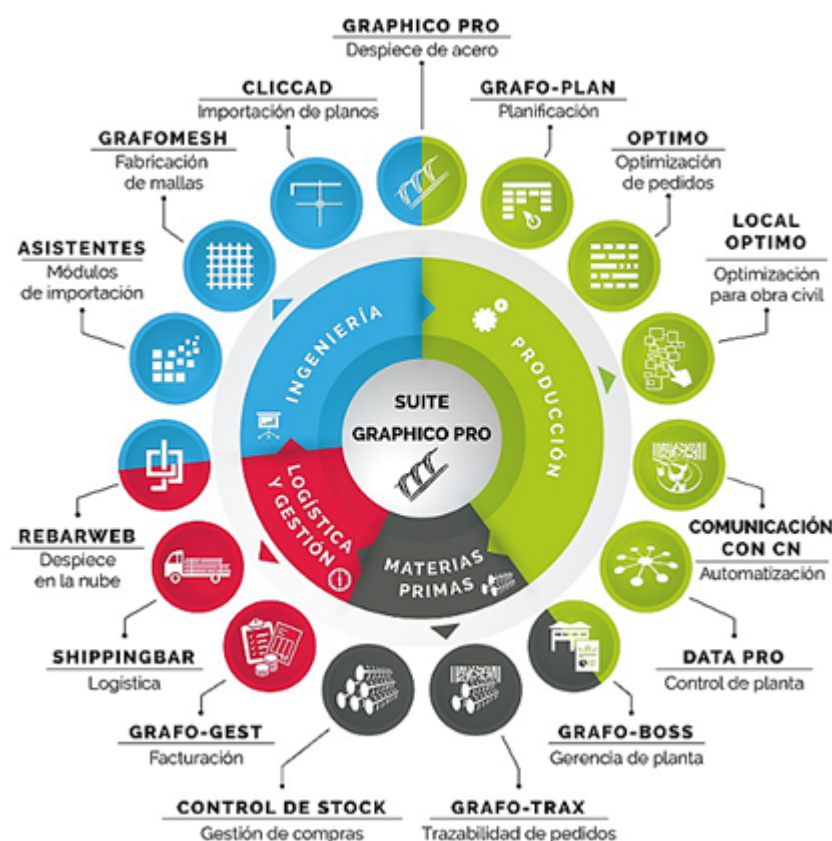 GRAPHICO PRO
Despiece de acero
CLICCAD
Importación de planos
GRAFO-PLAN
Planificación
GRAFOMESH
Fabricación
de mallas
OPTIMO
Optimización
de pedidos
ASISTENTES
Módulos
de importación
LOCAL
OPTIMO
Optimización
para obra civil
INGENIERÍA
PRODUCCIÓN
SUITE
GRAPHICO PRO
LOGÍSTICA
Y GESTIÓN
MATERIAS
PRIMAS
REBARWEB
Despiece
en la nube
COMUNICACIÓN
CON CN
Automatización
SHIPPINGBAR
Logística
DATA PRO
Control de planta
GRAFO-GEST
Facturación
GRAFO-BOSS
Gerencia de planta
CONTROL DE STOCK
Gestión de compras
GRAFO-TRAX
Trazabilidad de pedidos